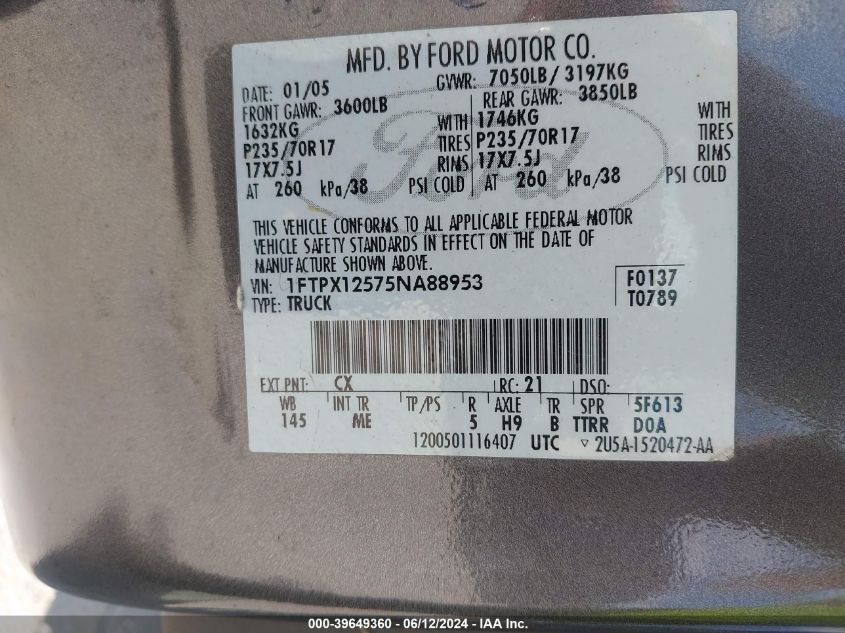 MFD. BY FORD MOTOR CO.
DATE: 01/05 GVWR: 7050LB / 3197KG
FRONT GAWR: 3600LB REAR GAWR: 3850LB
1632KG WITH 1746KG WITH
P235/70R17 TIRES P235/70R17 TIRES
17X7.5J RIMS 17X7.5J RIMS
AT 260 kPa/38 PSI COLD AT 260 kPa/38 PSI COLD
Ford
THIS VEHICLE CONFORMS TO ALL APPLICABLE FEDERAL MOTOR
VEHICLE SAFETY STANDARDS IN EFFECT ON THE DATE OF
MANUFACTURE SHOWN ABOVE.
VIN: 1FTPX12575NA88953 F0137
TYPE: TRUCK T0789
EXT PNT: CX RC: 21 DSO:
WB INT TR TP/PS R AXLE TR SPR 5F613
145 ME 5 H9 B TTRR DOA
1200501116407 UTC ▽ 2U5A-1520472-AA
000-39649360 - 06/12/2024 - IAA Inc.